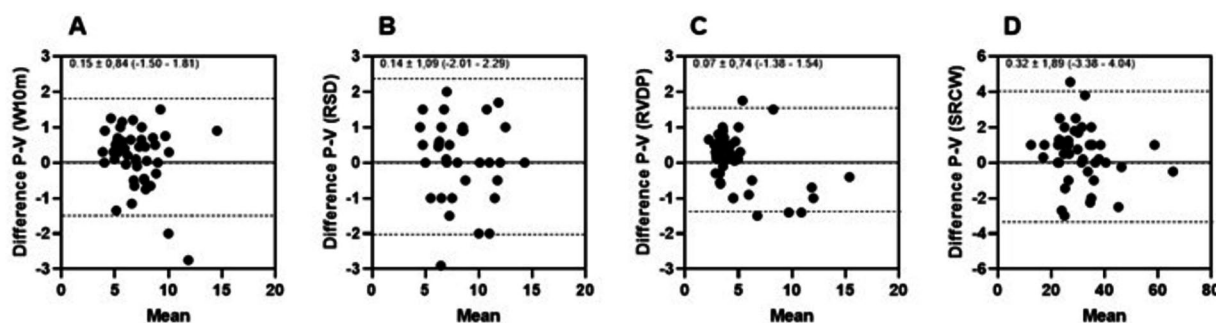 A
Difference P-V (W10m)
0.15 ± 0,84 (-1.50 - 1.81)
3
2
1
0
-1
-2
-3
0 5 10 15 20
Mean
B
Difference P-V (RSD)
0.14 ± 1,09 (-2.01 - 2.29)
3
2
1
0
-1
-2
-3
0 5 10 15 20
Mean
C
Difference P-V (RVDP)
0.07 ± 0,74 (-1.38 - 1.54)
3
2
1
0
-1
-2
-3
0 5 10 15 20
Mean
D
Difference P-V (SRCW)
0.32 ± 1,89 (-3.38 - 4.04)
6
4
2
0
-2
-4
-6
0 20 40 60 80
Mean